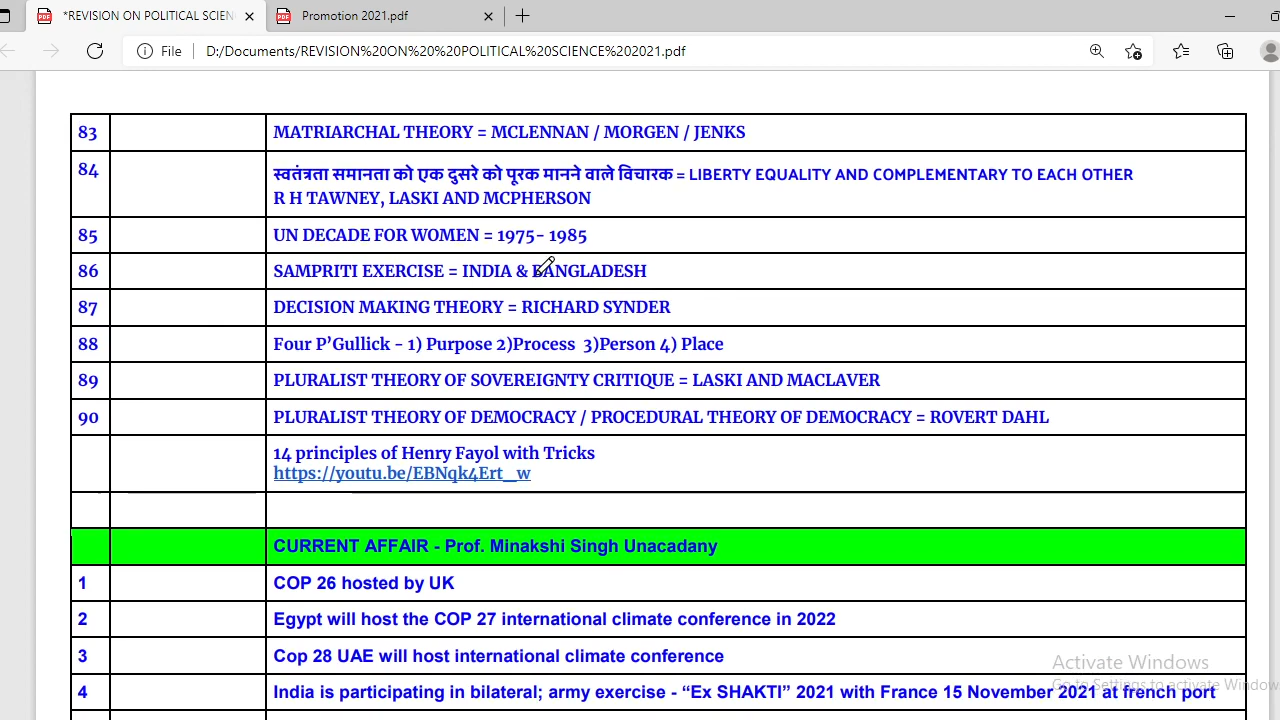 *REVISION ON POLITICAL SCIEN
Promotion 2021.pdf
File
D:/Documents/REVISION%20ON%20%20POLITICAL%20SCIENCE%202021.pdf
83 MATRIARCHAL THEORY = MCLENNAN / MORGEN / JENKS
84 स्वतंत्रता समानता को एक दुसरे को पूरक मानने वाले विचारक = LIBERTY EQUALITY AND COMPLEMENTARY TO EACH OTHER
R H TAWNEY, LASKI AND MCPHERSON
85 UN DECADE FOR WOMEN = 1975- 1985
86 SAMPRITI EXERCISE = INDIA & BANGLADESH
87 DECISION MAKING THEORY = RICHARD SYNDER
88 Four P’Gullick - 1) Purpose 2)Process 3)Person 4) Place
89 PLURALIST THEORY OF SOVEREIGNTY CRITIQUE = LASKI AND MACLAVER
90 PLURALIST THEORY OF DEMOCRACY / PROCEDURAL THEORY OF DEMOCRACY = ROVERT DAHL
14 principles of Henry Fayol with Tricks
https://youtu.be/EBNqk4Ert_w
CURRENT AFFAIR - Prof. Minakshi Singh Unacadany
1 COP 26 hosted by UK
2 Egypt will host the COP 27 international climate conference in 2022
3 Cop 28 UAE will host international climate conference
Activate Windows
4 India is participating in bilateral; army exercise - “Ex SHAKTI” 2021 with France 15 November 2021 at french port
Go to Settings to activate Window